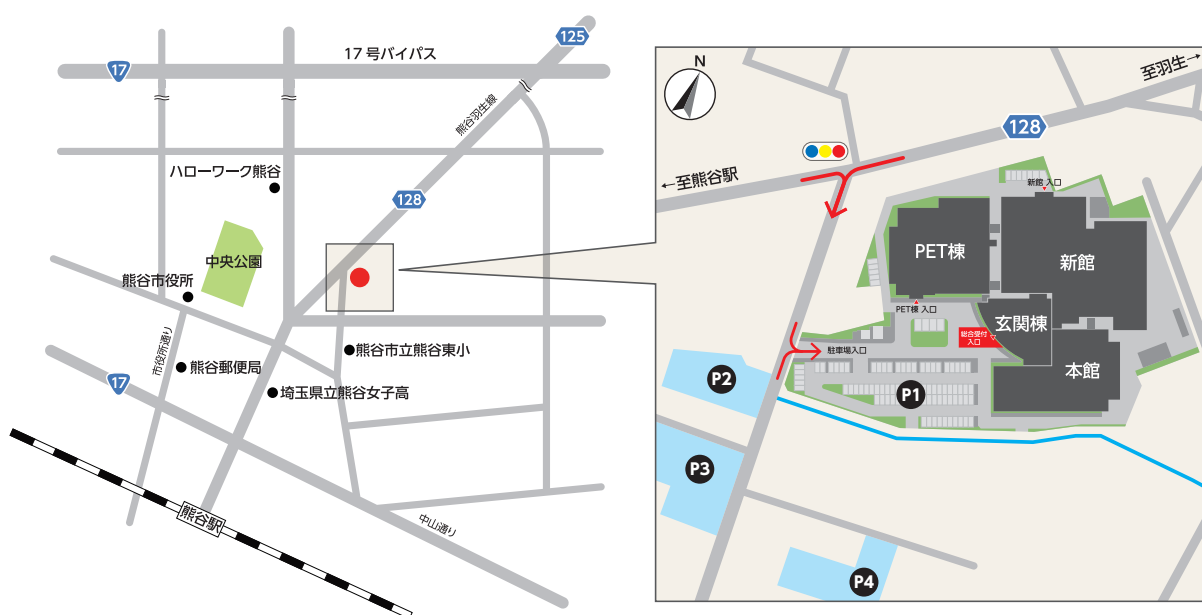 125
17号バイパス
17
熊谷羽生線
ハローワーク熊谷
128
中央公園
熊谷市役所
市役所通り
熊谷郵便局
熊谷市立熊谷東小
埼玉県立熊谷女子高
17
熊谷駅
中山通り
N
至羽生→
128
←至熊谷駅
新館 入口
PET棟
新館
PET棟 入口
玄関棟
総合受付
入口
駐車場入口
本館
P1
P2
P3
P4